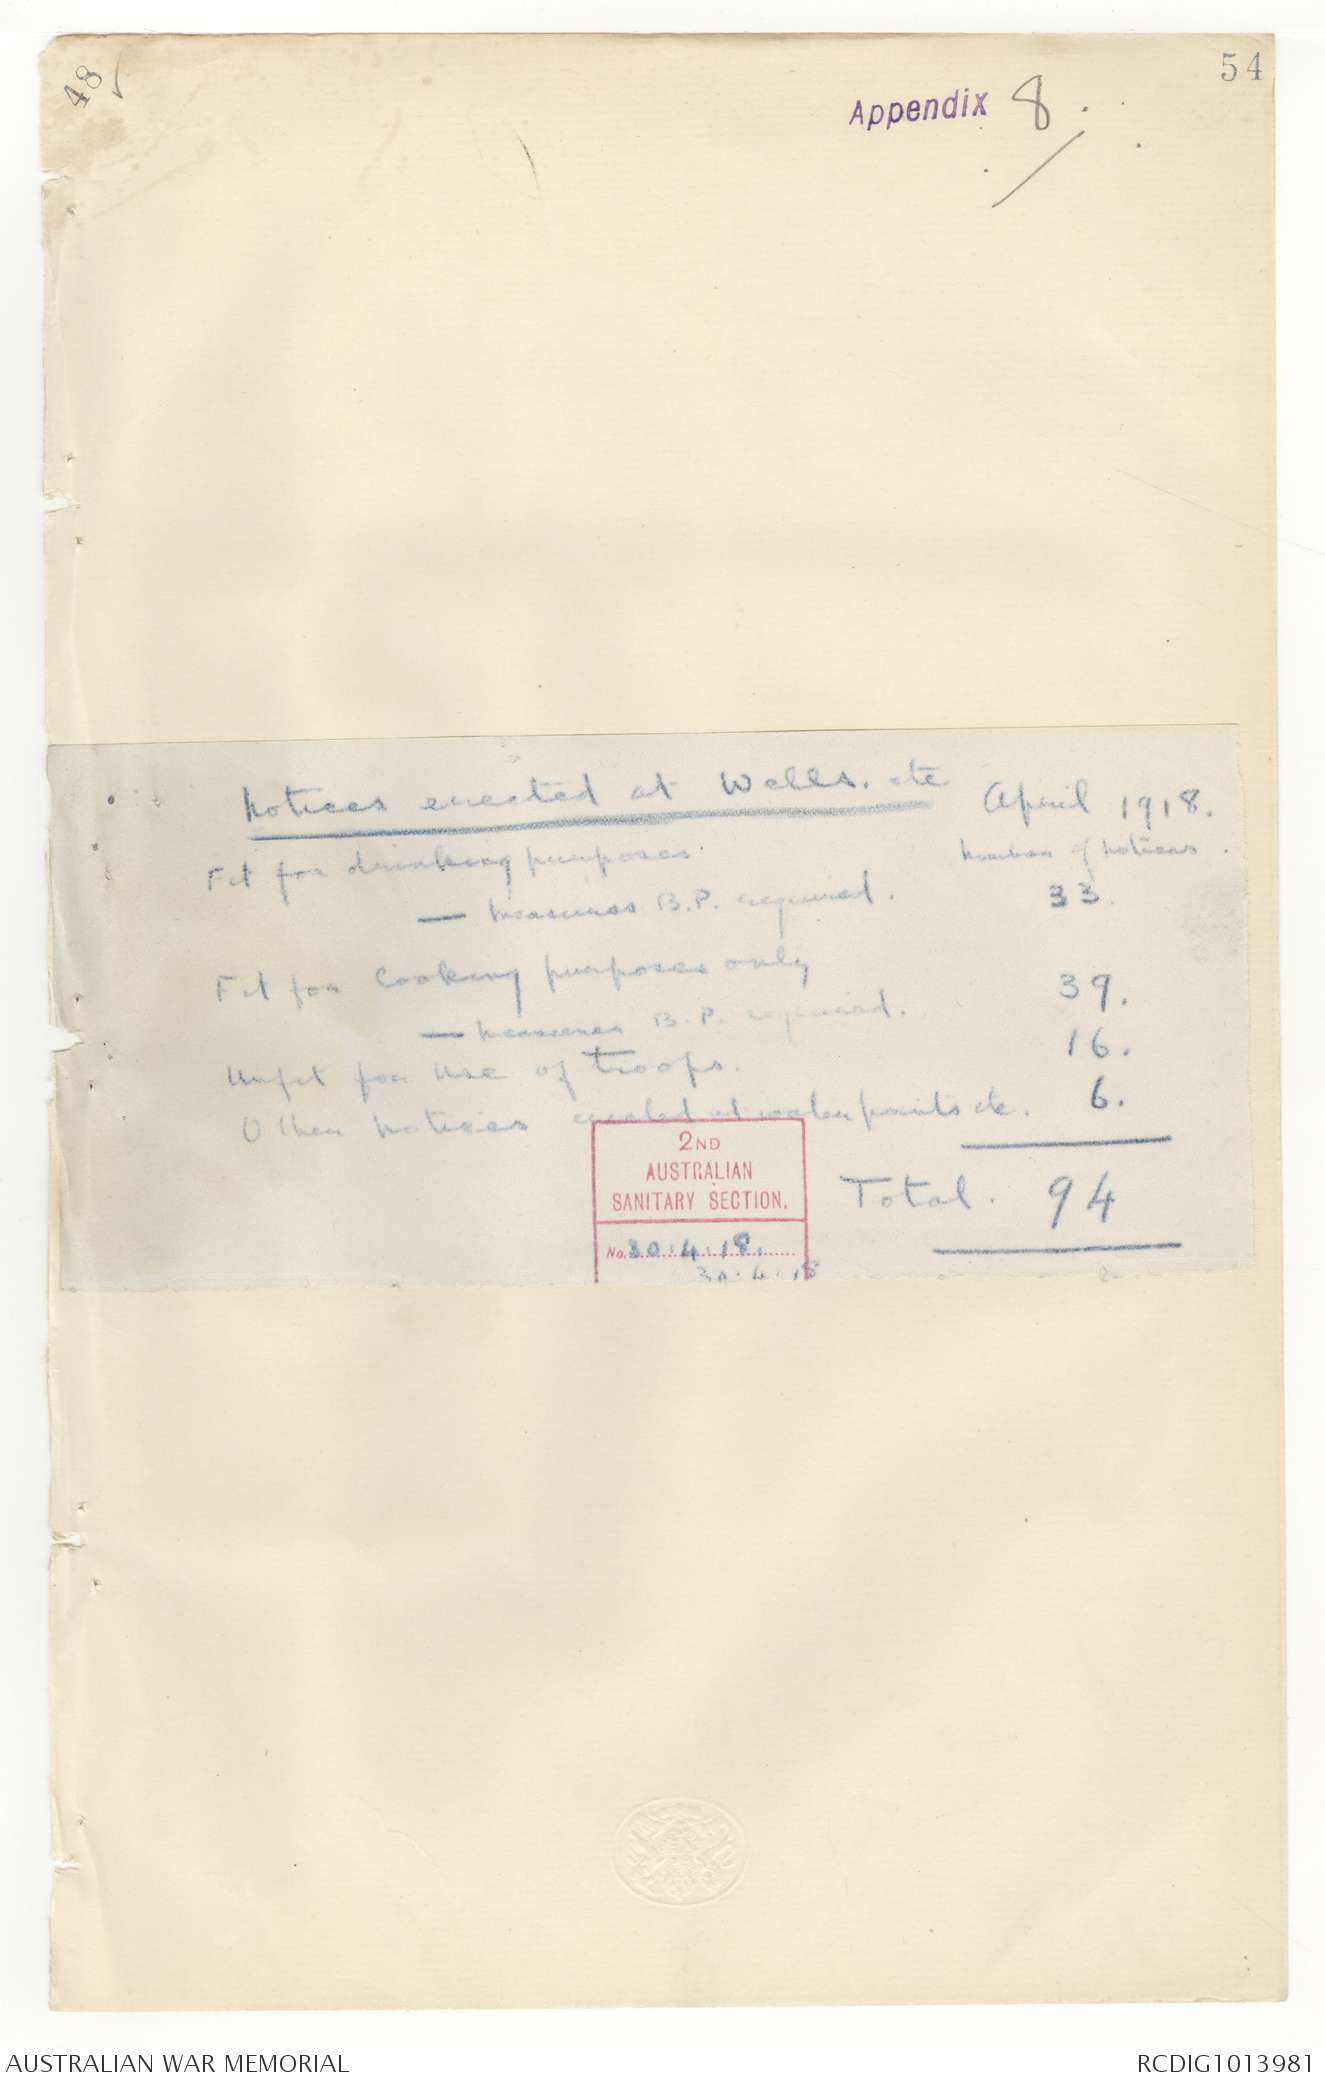 48
54
Appendix 8.
Notices erected at Wells. etc April 1918.
Fit for drinking purposes Number of notices.
— Measures B.P. required. 33.
Fit for Cooking purposes only
— Measures B.P. required. 39.
Unfit for use of troops. 16.
Other notices erected at water points etc. 6.
Total. 94
2ND
AUSTRALIAN
SANITARY SECTION.
No. 30.4.18.
30.4.18
AUSTRALIAN WAR MEMORIAL
RCDIG1013981